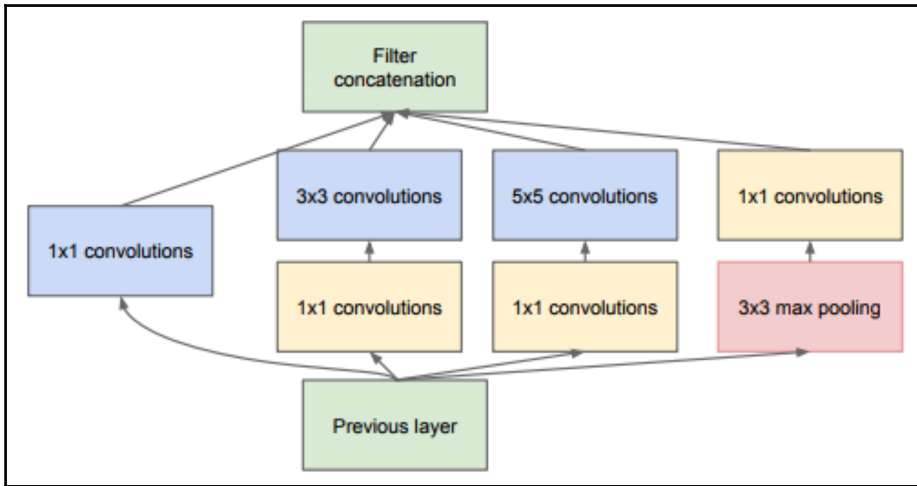 Filter
concatenation
3x3 convolutions
5x5 convolutions
1x1 convolutions
1x1 convolutions
1x1 convolutions
1x1 convolutions
3x3 max pooling
Previous layer